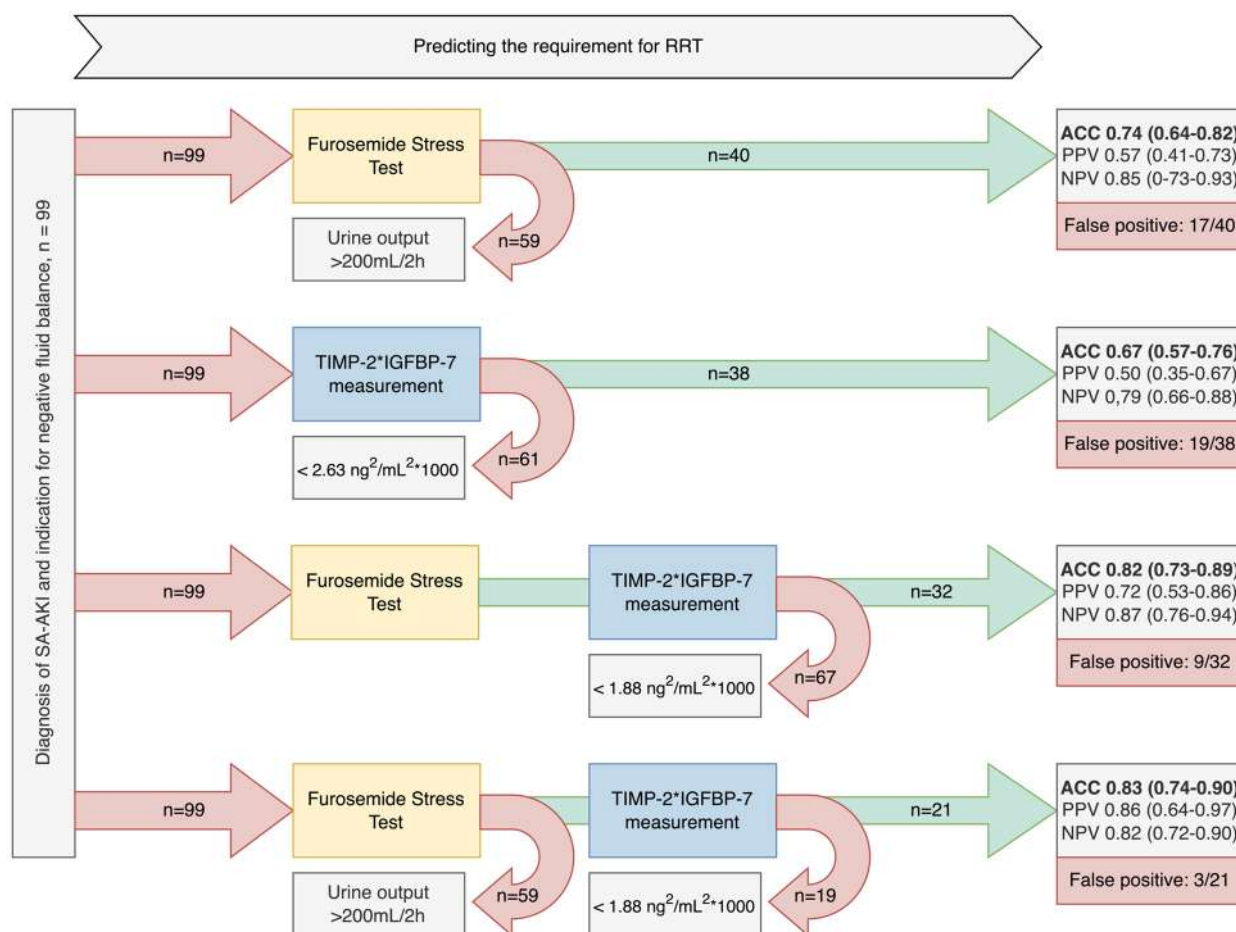 Predicting the requirement for RRT
Diagnosis of SA-AKI and indication for negative fluid balance, n = 99
n=99
Furosemide Stress
Test
n=40
Urine output
>200mL/2h
n=59
ACC 0.74 (0.64-0.82)
PPV 0.57 (0.41-0.73)
NPV 0.85 (0-73-0.93)
False positive: 17/40
n=99
TIMP-2*IGFBP-7
measurement
n=38
< 2.63 ng²/mL²*1000
n=61
ACC 0.67 (0.57-0.76)
PPV 0.50 (0.35-0.67)
NPV 0,79 (0.66-0.88)
False positive: 19/38
n=99
Furosemide Stress
Test
TIMP-2*IGFBP-7
measurement
n=32
< 1.88 ng²/mL²*1000
n=67
ACC 0.82 (0.73-0.89)
PPV 0.72 (0.53-0.86)
NPV 0.87 (0.76-0.94)
False positive: 9/32
n=99
Furosemide Stress
Test
TIMP-2*IGFBP-7
measurement
n=21
Urine output
>200mL/2h
n=59
< 1.88 ng²/mL²*1000
n=19
ACC 0.83 (0.74-0.90)
PPV 0.86 (0.64-0.97)
NPV 0.82 (0.72-0.90)
False positive: 3/21